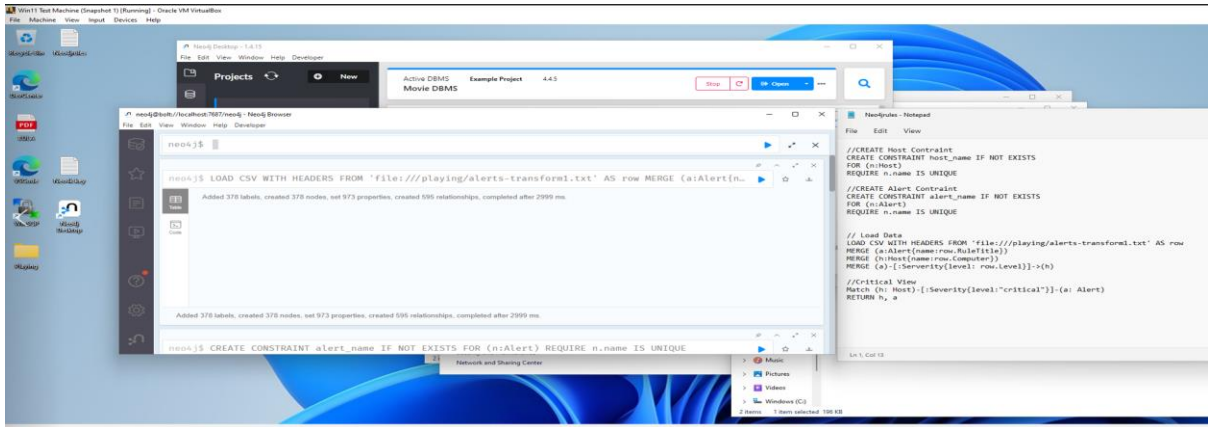 Win11 Test Machine (Snapshot 1) [Running] - Oracle VM VirtualBox
File Machine View Input Devices Help
Recycle Bin
Neo4j Desktop - 1.4.15
File Edit View Window Help Developer
Projects
New
Active DBMS Example Project 4.4.5
Movie DBMS
Stop
Open
neo4j@bolt://localhost:7687/neo4j - Neo4j Browser
File Edit View Window Help Developer
neo4j$
neo4j$ LOAD CSV WITH HEADERS FROM 'file:///playing/alerts-transform1.txt' AS row MERGE (a:Alert{n…
Table
Code
Added 378 labels, created 378 nodes, set 973 properties, created 595 relationships, completed after 2999 ms.
Added 378 labels, created 378 nodes, set 973 properties, created 595 relationships, completed after 2999 ms.
neo4j$ CREATE CONSTRAINT alert_name IF NOT EXISTS FOR (n:Alert) REQUIRE n.name IS UNIQUE
Neo4jrules - Notepad
File Edit View
//CREATE Host Contraint
CREATE CONSTRAINT host_name IF NOT EXISTS
FOR (n:Host)
REQUIRE n.name IS UNIQUE
//CREATE Alert Contraint
CREATE CONSTRAINT alert_name IF NOT EXISTS
FOR (n:Alert)
REQUIRE n.name IS UNIQUE
// Load Data
LOAD CSV WITH HEADERS FROM 'file:///playing/alerts-transform1.txt' AS row
MERGE (a:Alert{name:row.RuleTitle})
MERGE (h:Host{name:row.Computer})
MERGE (a)-[:Serverity{level: row.Level}]->(h)
//Critical View
Match (h: Host)-[:Severity{level:"critical"}]-(a: Alert)
RETURN h, a
Ln 1, Col 13
PDF
Neo4j Desktop
Playing
Network and Sharing Center
Music
Pictures
Videos
Windows (C:)
2 items 1 item selected 196 KB